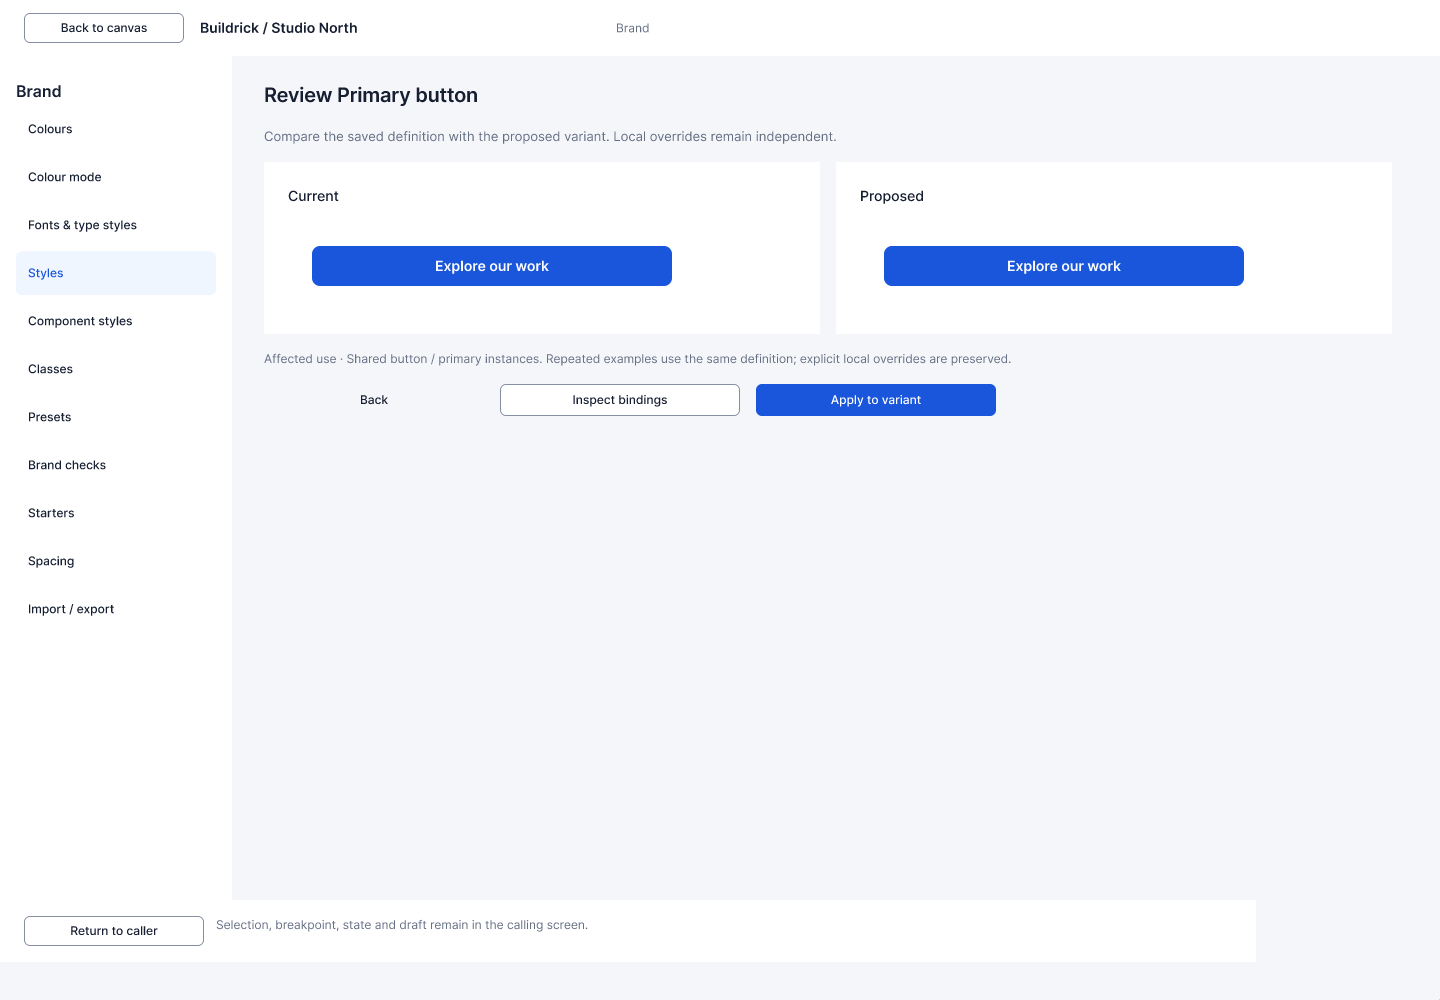 Back to canvas
Buildrick / Studio North
Brand
Brand
Colours
Colour mode
Fonts & type styles
Styles
Component styles
Classes
Presets
Brand checks
Starters
Spacing
Import / export
Review Primary button
Compare the saved definition with the proposed variant. Local overrides remain independent.
Current
Explore our work
Proposed
Explore our work
Affected use · Shared button / primary instances. Repeated examples use the same definition; explicit local overrides are preserved.
Back
Inspect bindings
Apply to variant
Return to caller
Selection, breakpoint, state and draft remain in the calling screen.